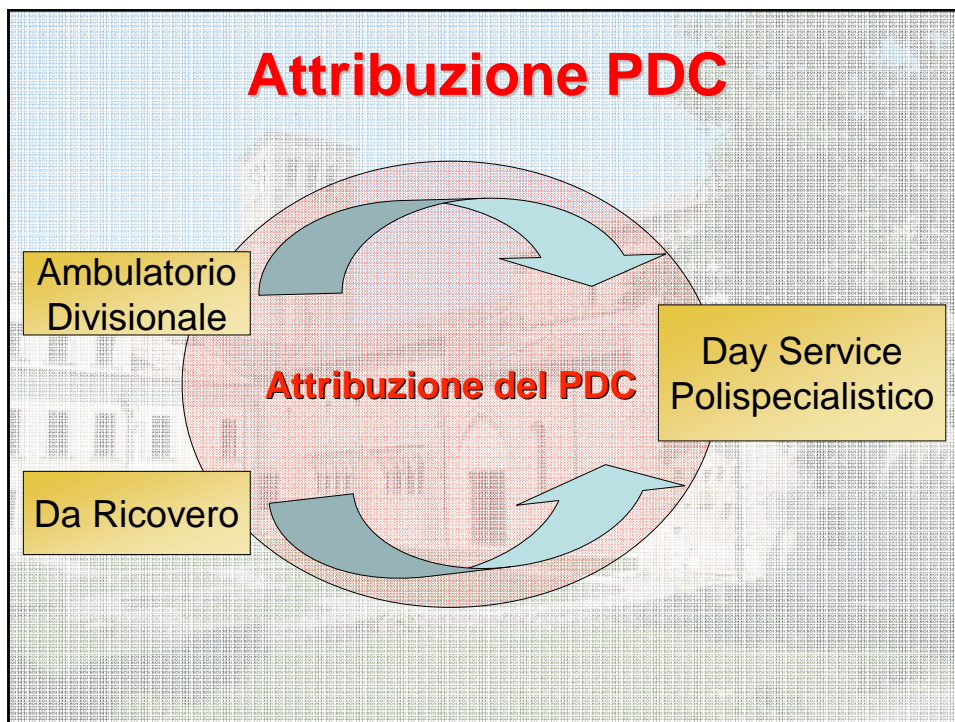 Attribuzione PDC
Ambulatorio
Divisionale
Attribuzione del PDC
Day Service
Polispecialistico
Da Ricovero